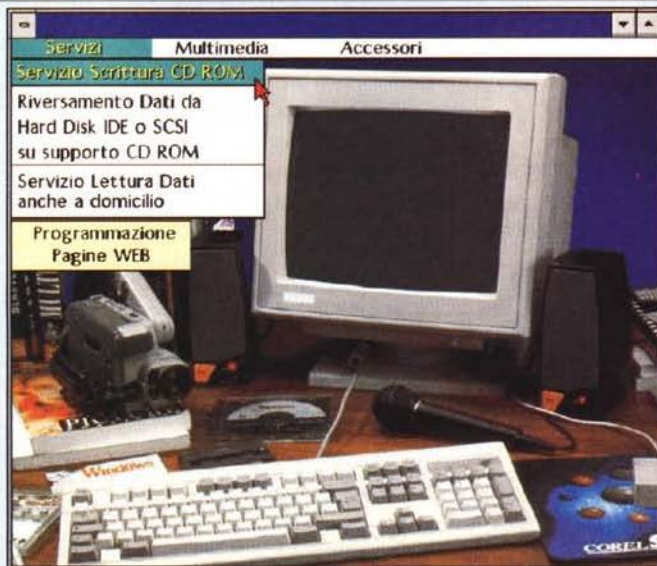 Servizi Multimedia Accessori
Servizio Scrittura CD ROM
Riversamento Dati da
Hard Disk IDE o SCSI
su supporto CD ROM
Servizio Lettura Dati
anche a domicilio
Programmazione
Pagine WEB
Windows
COREL